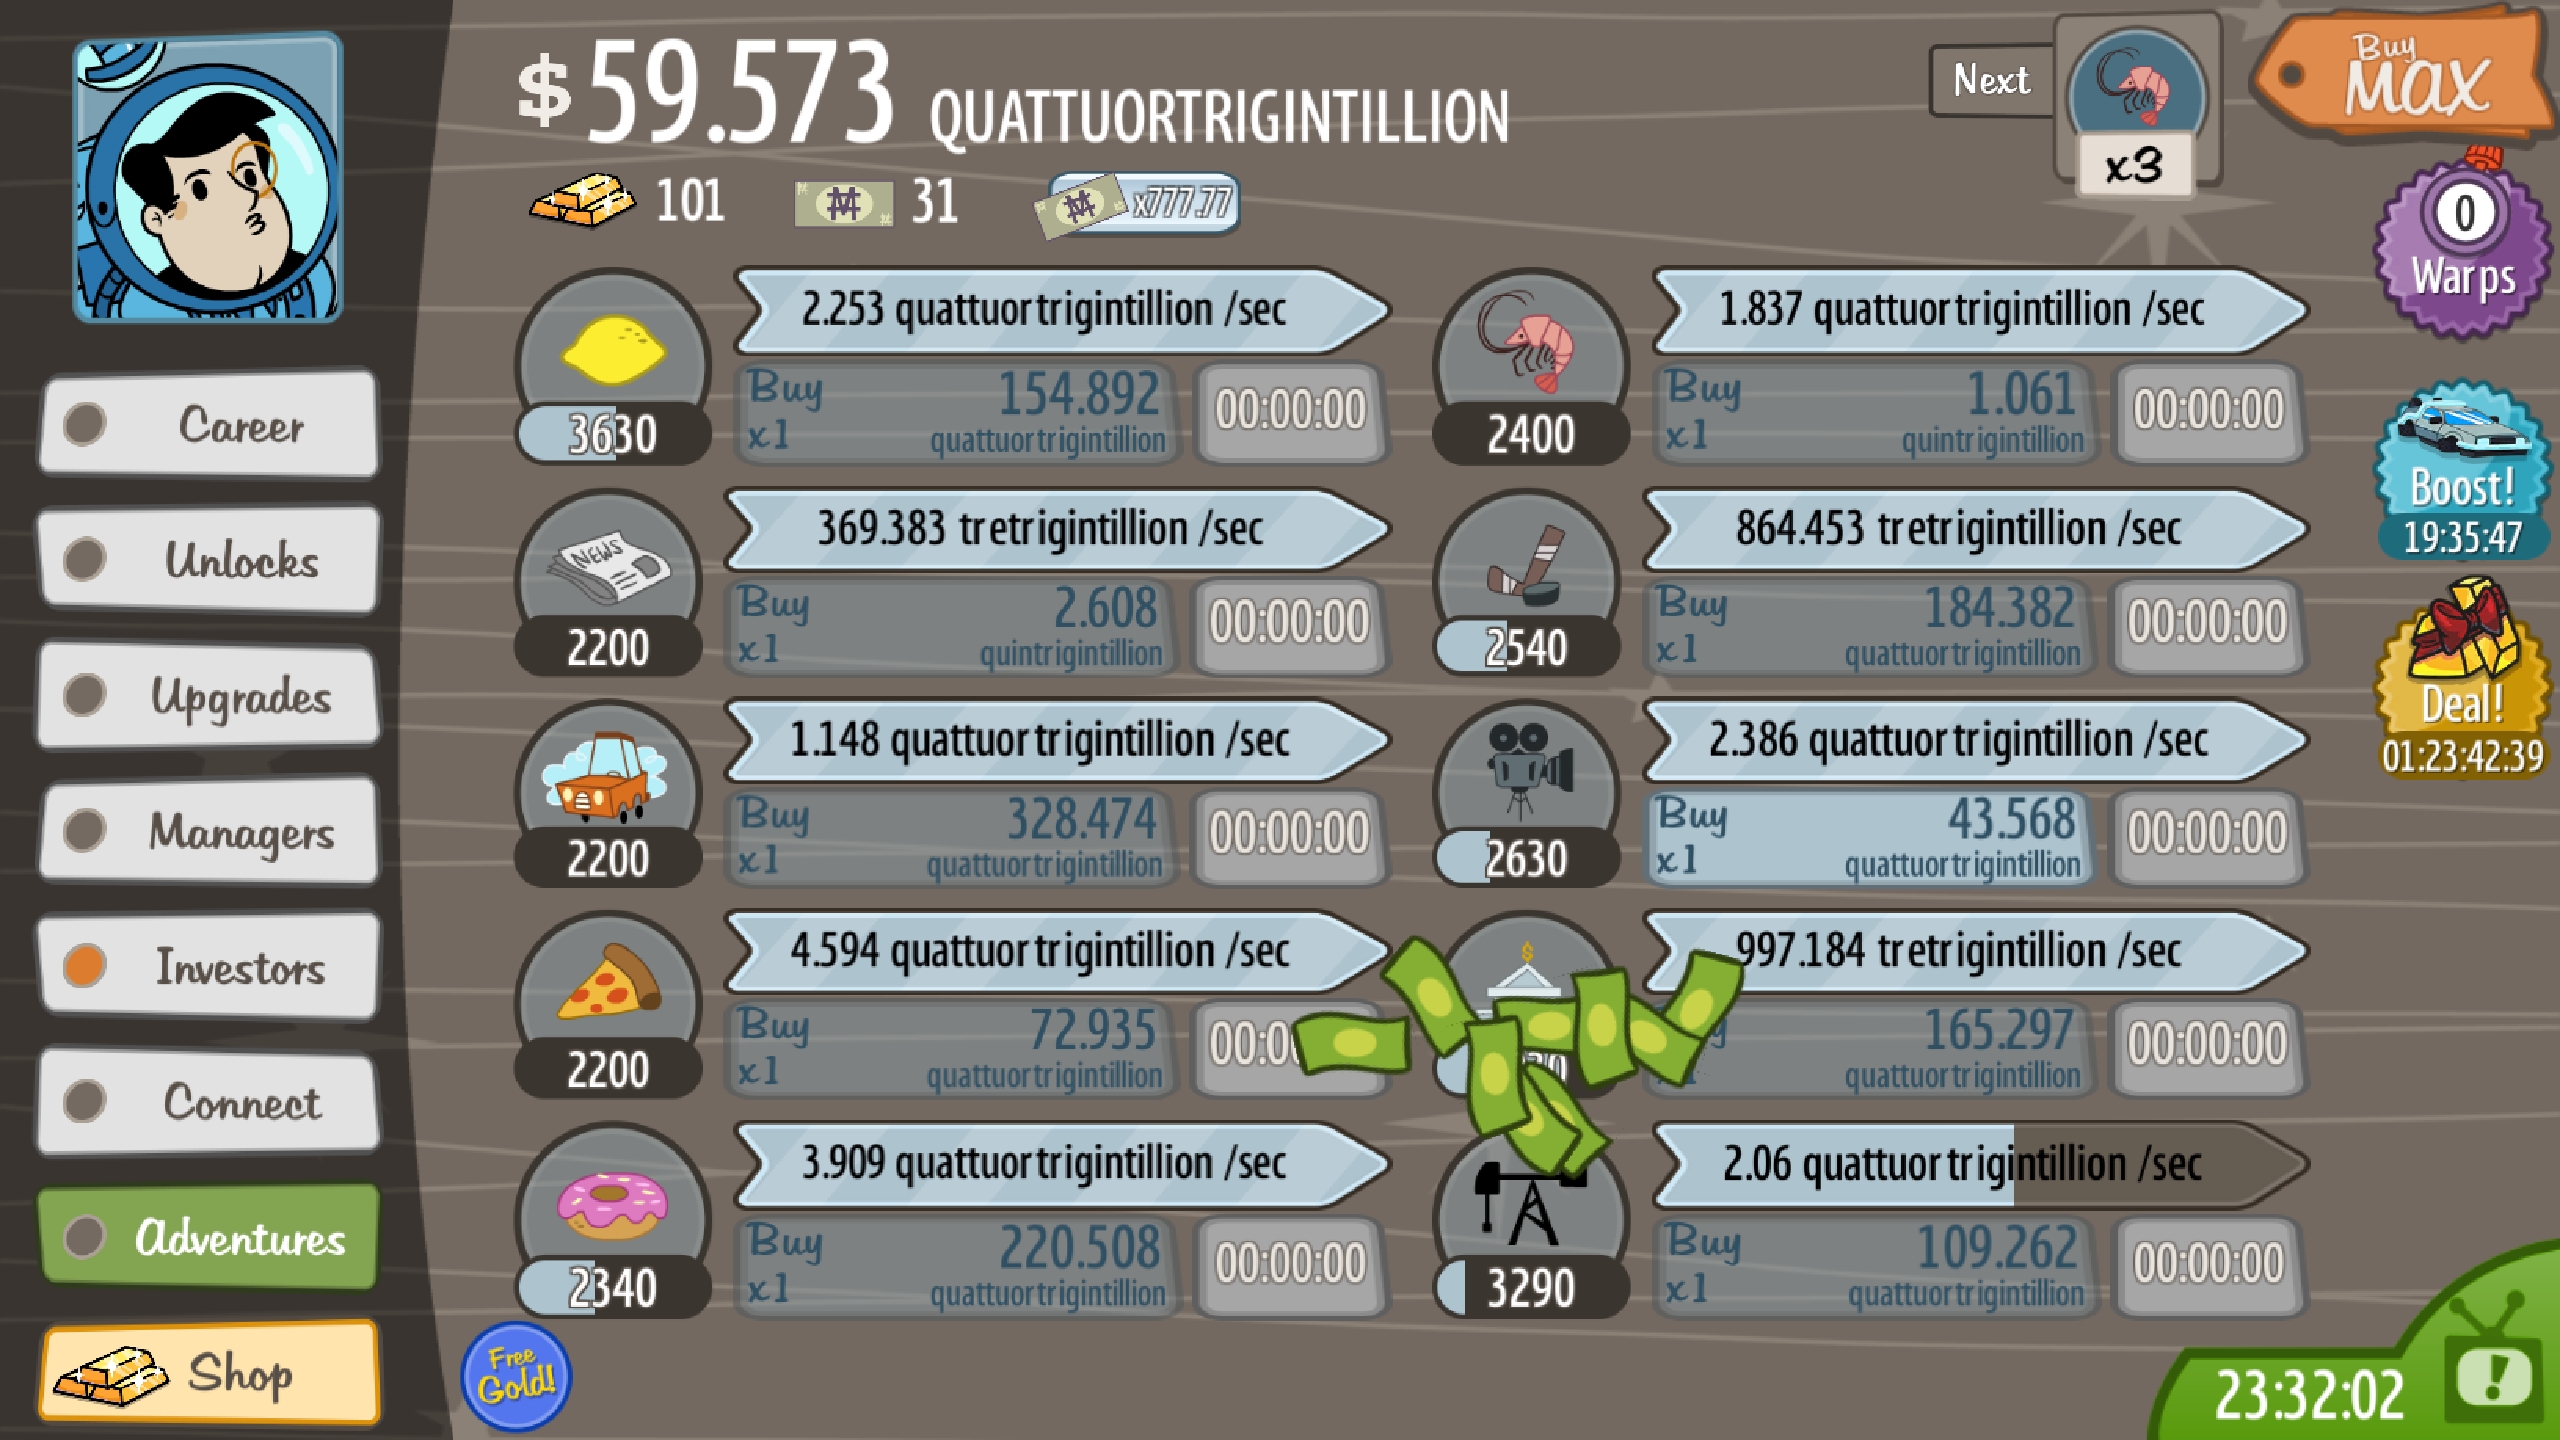 $59.573 QUATTUORTRIGINTILLION
Next
x3
Buy
MAX
101
31
x777.77
0
Warps
2.253 quattuortrigintillion /sec
3630
Buy
x1
154.892
quattuortrigintillion
00:00:00
1.837 quattuortrigintillion /sec
2400
Buy
x1
1.061
quintrigintillion
00:00:00
Career
Boost!
19:35:47
Unlocks
NEWS
369.383 tretrigintillion /sec
2200
Buy
x1
2.608
quintrigintillion
00:00:00
864.453 tretrigintillion /sec
2540
Buy
x1
184.382
quattuortrigintillion
00:00:00
Deal!
01:23:42:39
Upgrades
1.148 quattuortrigintillion /sec
2200
Buy
x1
328.474
quattuortrigintillion
00:00:00
2.386 quattuortrigintillion /sec
2630
Buy
x1
43.568
quattuortrigintillion
00:00:00
Managers
Investors
4.594 quattuortrigintillion /sec
2200
Buy
x1
72.935
quattuortrigintillion
997.184 tretrigintillion /sec
165.297
quattuortrigintillion
00:00:00
Connect
Adventures
3.909 quattuortrigintillion /sec
2340
Buy
x1
220.508
quattuortrigintillion
00:00:00
2.06 quattuortrigintillion /sec
3290
Buy
x1
109.262
quattuortrigintillion
00:00:00
Shop
Free
Gold!
23:32:02
!